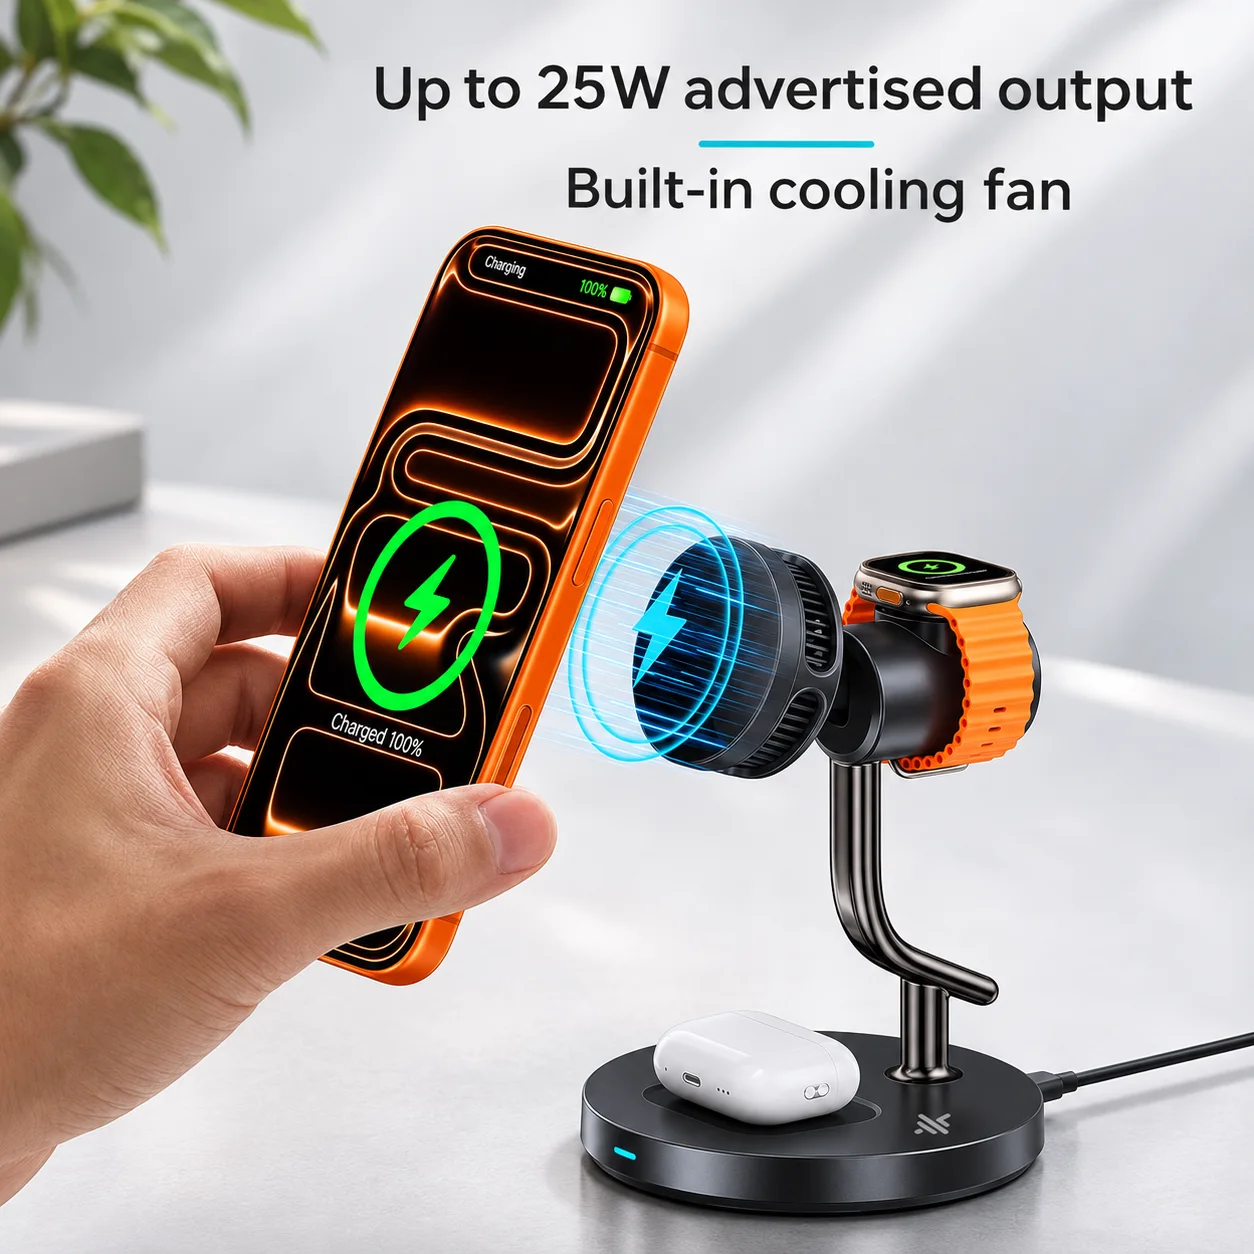 Up to 25W advertised output
Built-in cooling fan
Charging
100%
Charged 100%